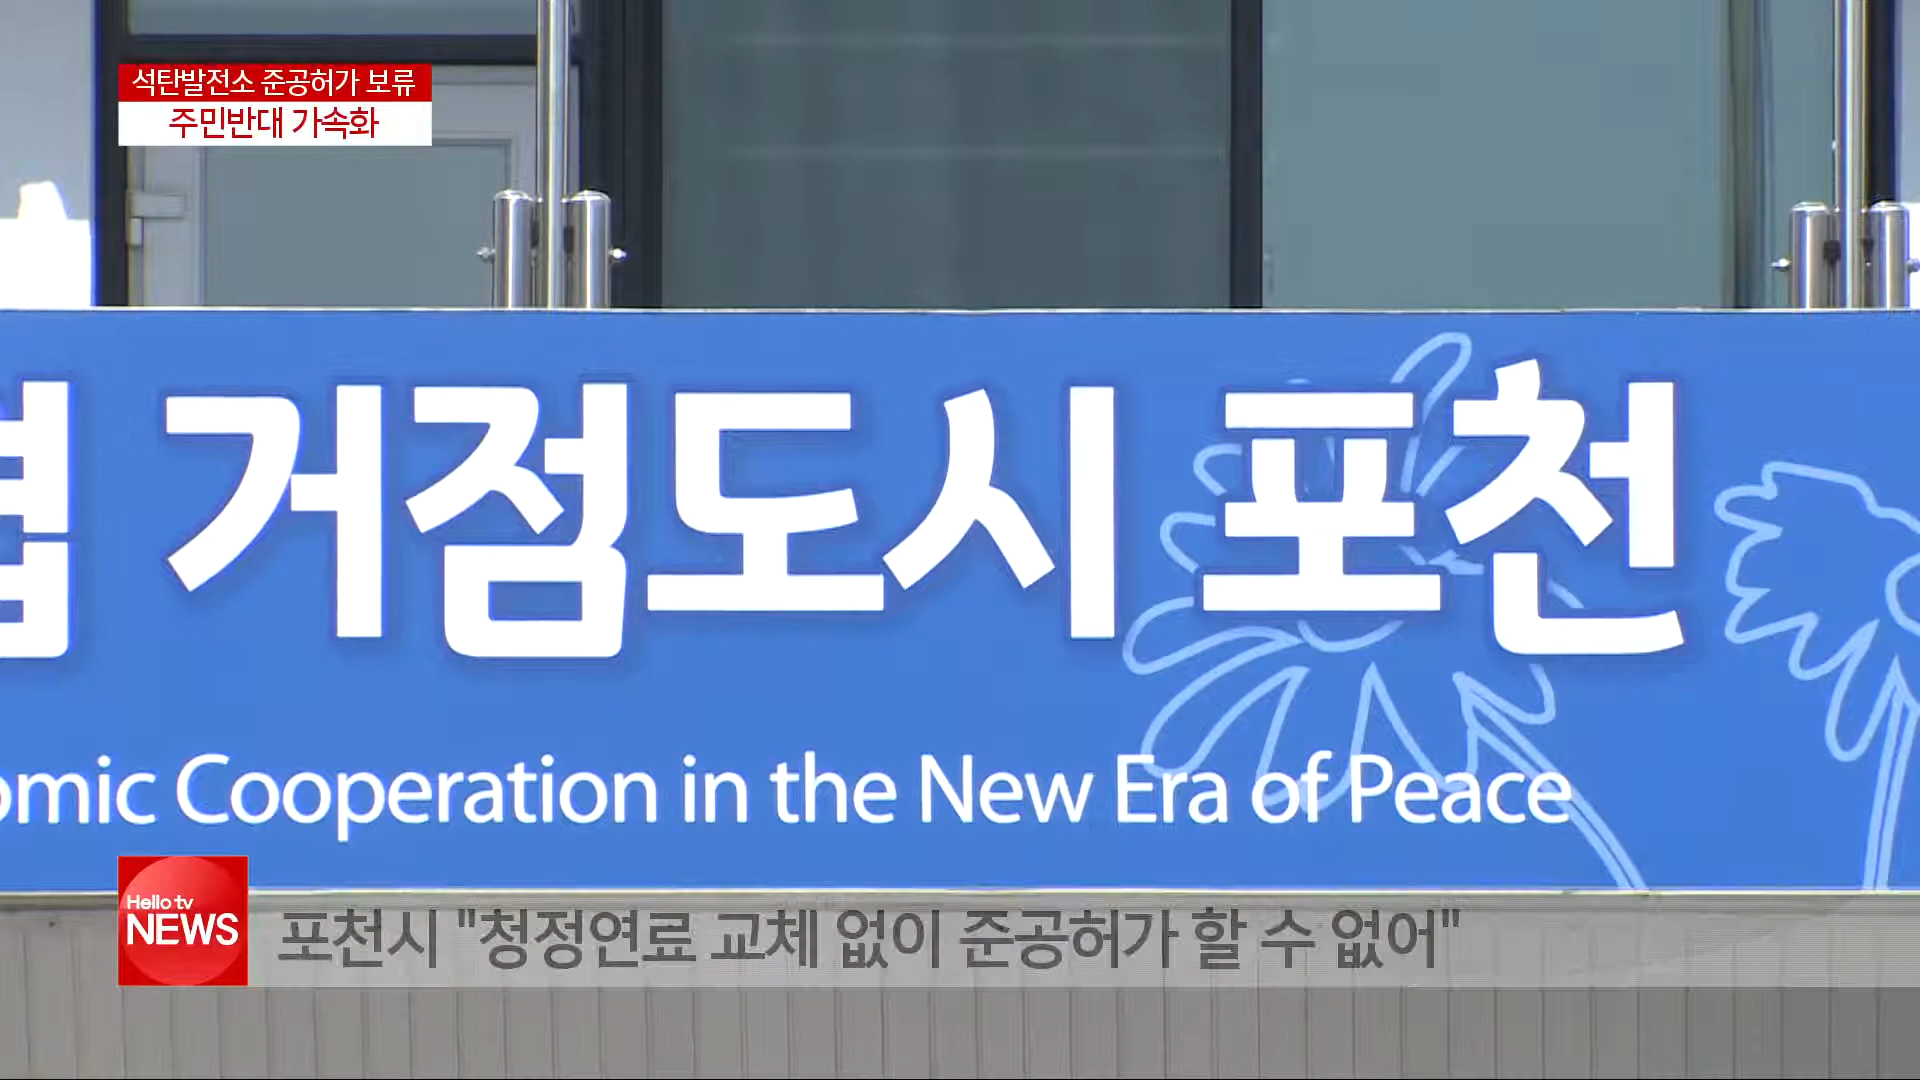 석탄발전소 준공허가 보류
주민반대 가속화
협 거점도시 포천
omic Cooperation in the New Era of Peace
Hello tv
NEWS
포천시 "청정연료 교체 없이 준공허가 할 수 없어"